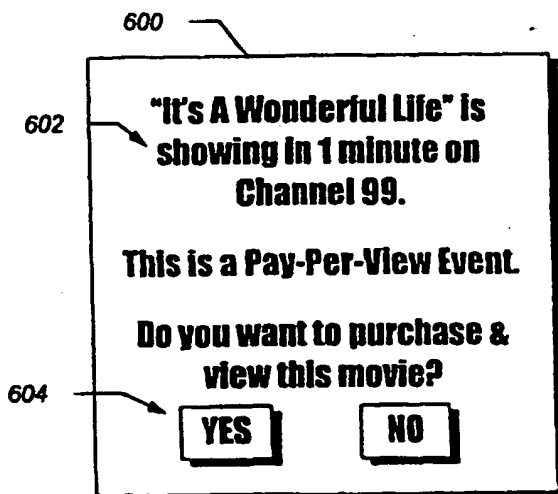 600
602
"It's A Wonderful Life" is
showing in 1 minute on
Channel 99.
This is a Pay-Per-View Event.
Do you want to purchase &
view this movie?
604
YES NO